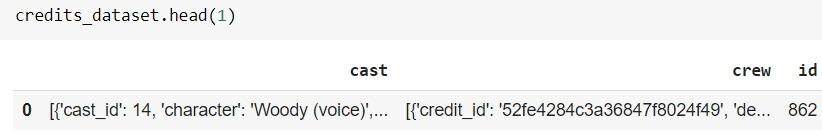 credits_dataset.head(1)
cast crew id
0 [{'cast_id': 14, 'character': 'Woody (voice)',... [{'credit_id': '52fe4284c3a36847f8024f49', 'de... 862